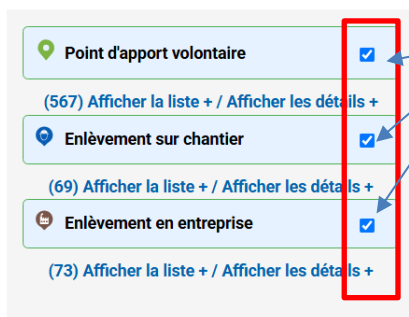 Point d'apport volontaire
(567) Afficher la liste + / Afficher les détails +
Enlèvement sur chantier
(69) Afficher la liste + / Afficher les détails +
Enlèvement en entreprise
(73) Afficher la liste + / Afficher les détails +